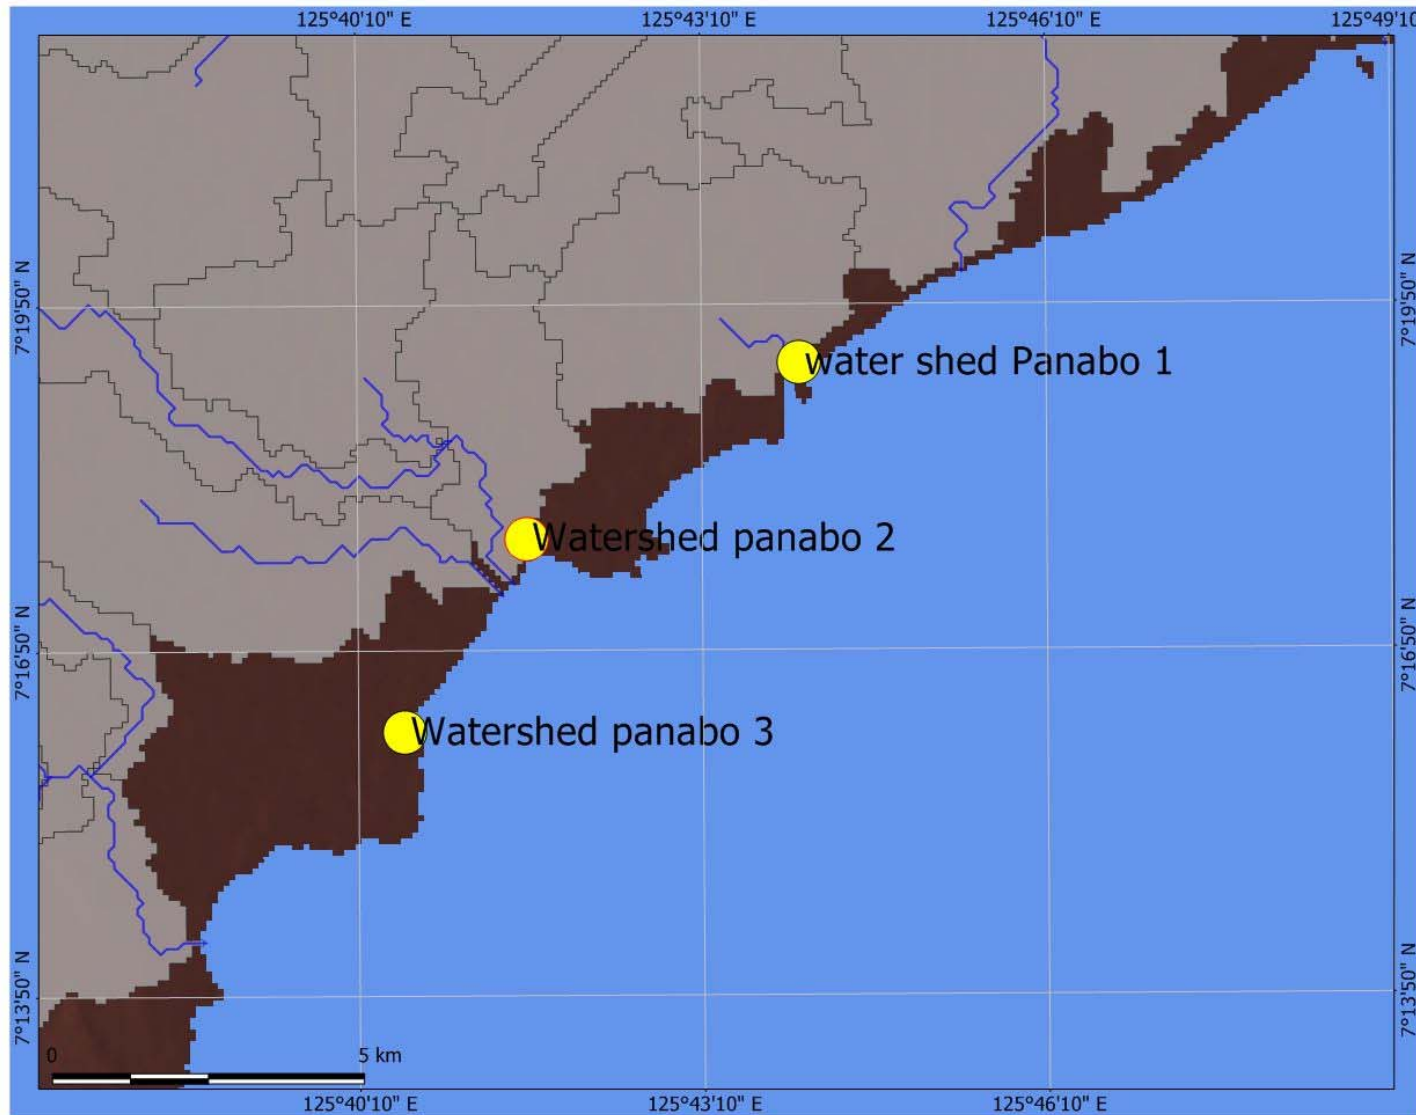 125°40'10" E
125°43'10" E
125°46'10" E
125°49'10
7°19'50" N
7°19'50" N
water shed Panabo 1
Watershed panabo 2
7°16'50" N
7°16'50" N
Watershed panabo 3
7°13'50" N
7°13'50" N
0
5 km
125°40'10" E
125°43'10" E
125°46'10" E